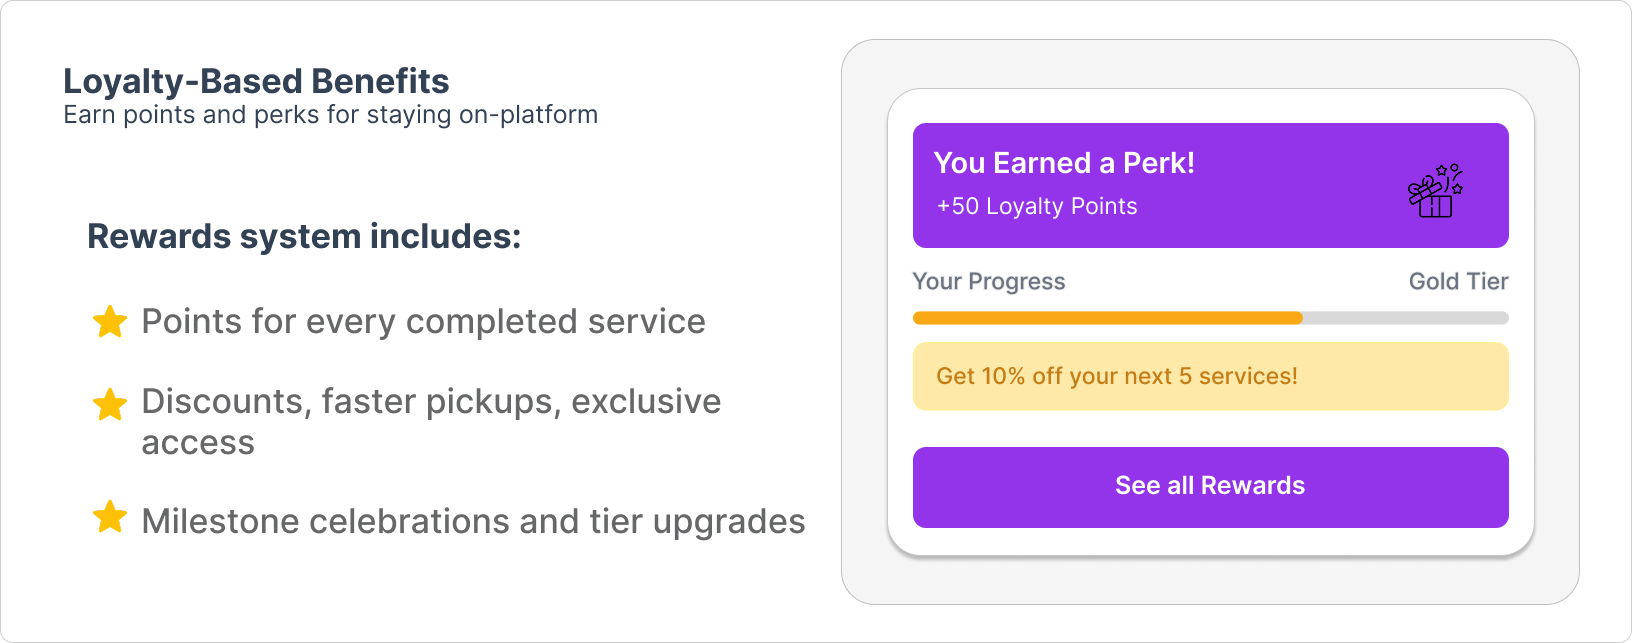 Loyalty-Based Benefits
Earn points and perks for staying on-platform
Rewards system includes:
Points for every completed service
Discounts, faster pickups, exclusive
access
Milestone celebrations and tier upgrades
You Earned a Perk!
+50 Loyalty Points
Your Progress
Gold Tier
Get 10% off your next 5 services!
See all Rewards